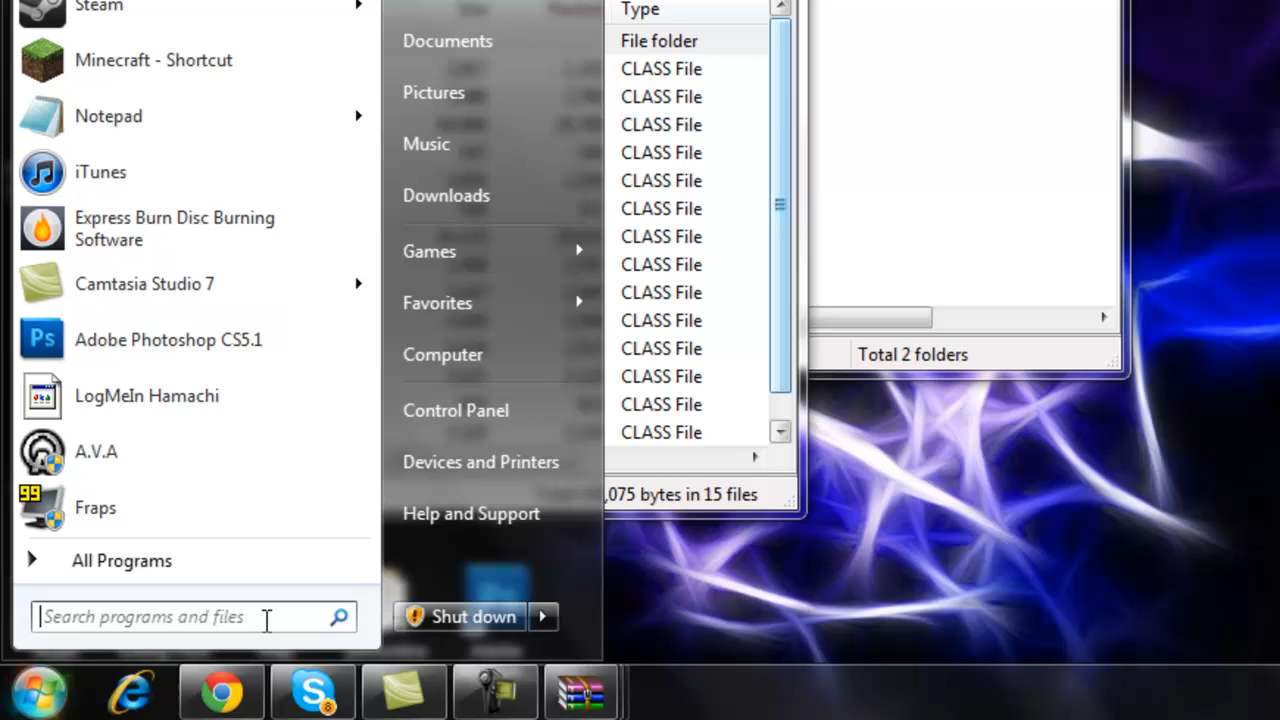 Steam
Minecraft - Shortcut
Notepad
iTunes
Express Burn Disc Burning
Software
Camtasia Studio 7
Ps
Adobe Photoshop CS5.1
LogMeIn Hamachi
A.V.A
99
Fraps
All Programs
Search programs and files
Documents
Pictures
Music
Downloads
Games
Favorites
Computer
Control Panel
Devices and Printers
Help and Support
Shut down
Type
File folder
CLASS File
CLASS File
CLASS File
CLASS File
CLASS File
CLASS File
CLASS File
CLASS File
CLASS File
CLASS File
CLASS File
CLASS File
CLASS File
CLASS File
,075 bytes in 15 files
Total 2 folders
8